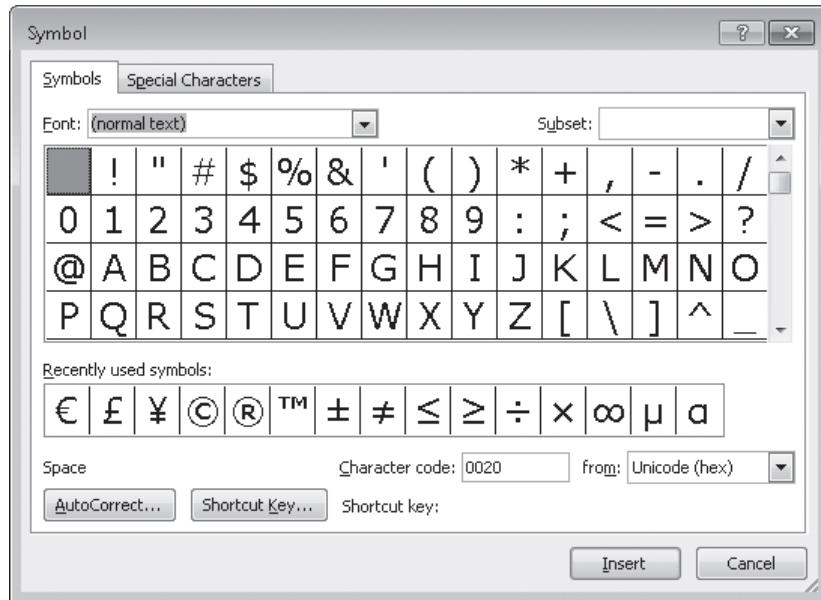 Symbol
Symbols Special Characters
Font: (normal text) Subset:
! " # $ % & ' ( ) * + , - . /
0 1 2 3 4 5 6 7 8 9 : ; < = > ?
@ A B C D E F G H I J K L M N O
P Q R S T U V W X Y Z [ \ ] ^ _
Recently used symbols:
€ £ ¥ © ® ™ ± ≠ ≤ ≥ ÷ × ∞ µ α
Space Character code: 0020 from: Unicode (hex)
AutoCorrect... Shortcut Key... Shortcut key:
Insert Cancel